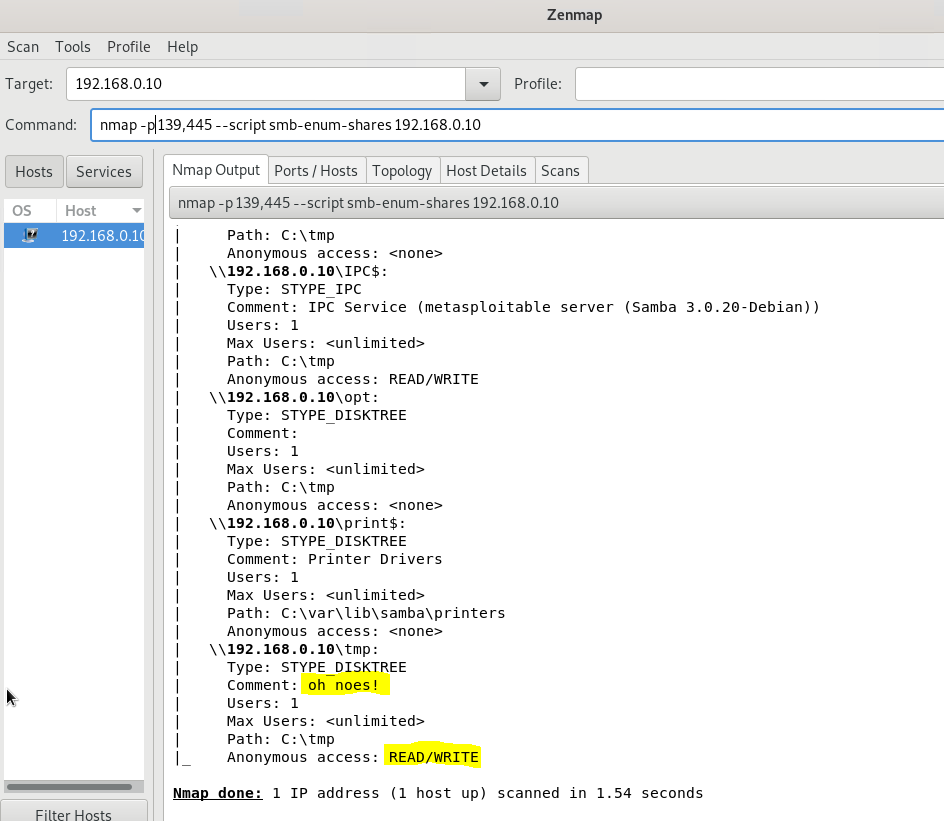 Zenmap
Scan Tools Profile Help
Target: 192.168.0.10 Profile:
Command: nmap -p139,445 --script smb-enum-shares 192.168.0.10
Hosts Services
Nmap Output Ports / Hosts Topology Host Details Scans
OS Host
192.168.0.10
nmap -p139,445 --script smb-enum-shares 192.168.0.10
|     Path: C:\tmp
|     Anonymous access: <none>
|   \\192.168.0.10\IPC$:
|     Type: STYPE_IPC
|     Comment: IPC Service (metasploitable server (Samba 3.0.20-Debian))
|     Users: 1
|     Max Users: <unlimited>
|     Path: C:\tmp
|     Anonymous access: READ/WRITE
|   \\192.168.0.10\opt:
|     Type: STYPE_DISKTREE
|     Comment:
|     Users: 1
|     Max Users: <unlimited>
|     Path: C:\tmp
|     Anonymous access: <none>
|   \\192.168.0.10\print$:
|     Type: STYPE_DISKTREE
|     Comment: Printer Drivers
|     Users: 1
|     Max Users: <unlimited>
|     Path: C:\var\lib\samba\printers
|     Anonymous access: <none>
|   \\192.168.0.10\tmp:
|     Type: STYPE_DISKTREE
|     Comment: oh noes!
|     Users: 1
|     Max Users: <unlimited>
|     Path: C:\tmp
|_    Anonymous access: READ/WRITE
Nmap done: 1 IP address (1 host up) scanned in 1.54 seconds
Filter Hosts